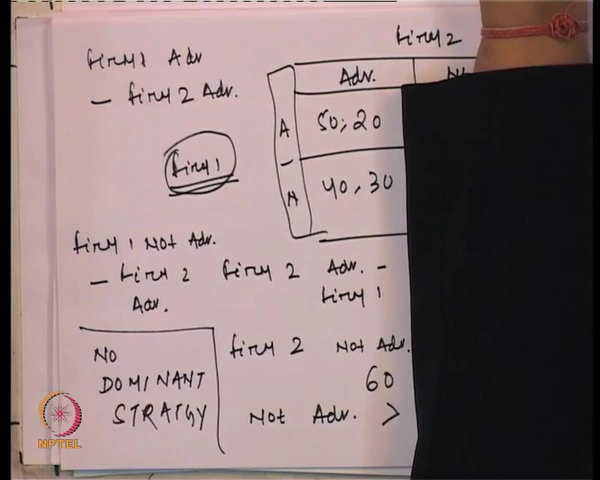 firm 2
firm 1 Adv
- firm 2 Adv.
Adv.
A
50; 20
firm 1
N
40, 30
firm 1 Not Adv.
- firm 2
Adv.
firm 2 Adv. -
firm 1
NO
DOMINANT
STRATGY
firm 2 Not Adv.
60
Not Adv. >
NPTEL